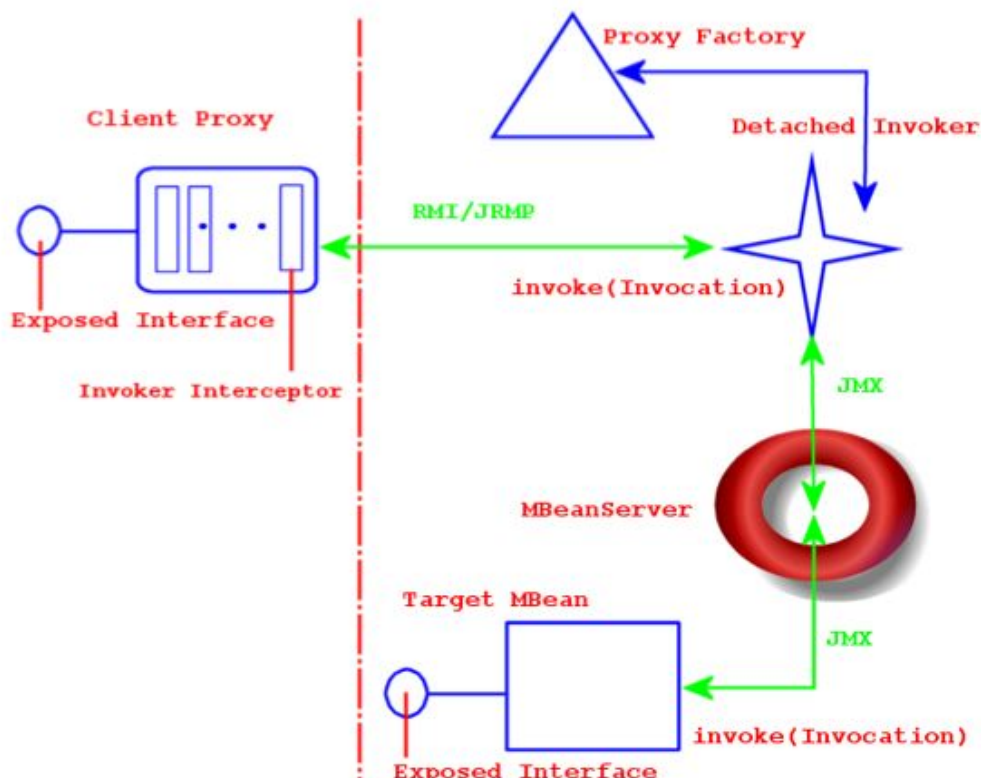 Proxy Factory
Client Proxy
Detached Invoker
RMI/JRMP
invoke(Invocation)
Exposed Interface
Invoker Interceptor
JMX
MBeanServer
Target MBean
JMX
invoke(Invocation)
Exposed Interface